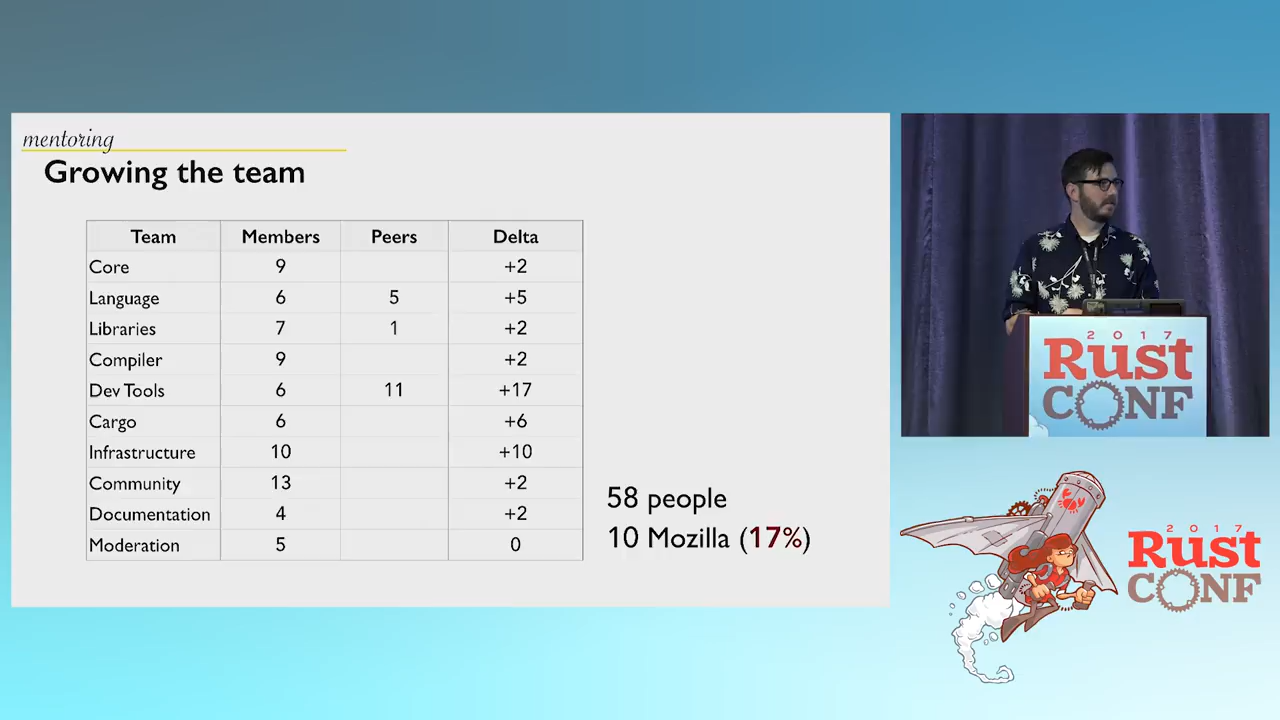 mentoring
Growing the team
Team Members Peers Delta
Core 9 +2
Language 6 5 +5
Libraries 7 1 +2
Compiler 9 +2
Dev Tools 6 11 +17
Cargo 6 +6
Infrastructure 10 +10
Community 13 +2
Documentation 4 +2
Moderation 5 0
58 people
10 Mozilla (17%)
2017
Rust
CONF
2017
Rust
CONF